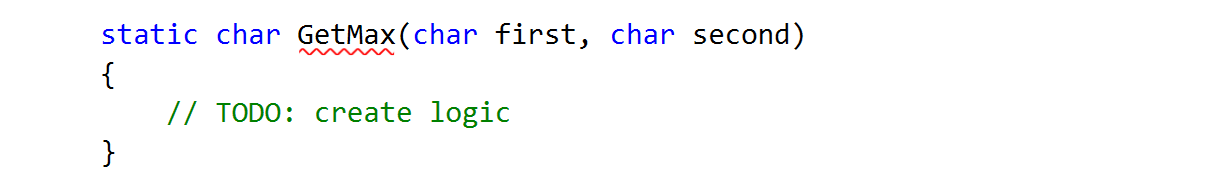 static char GetMax(char first, char second)
{
    // TODO: create logic
}